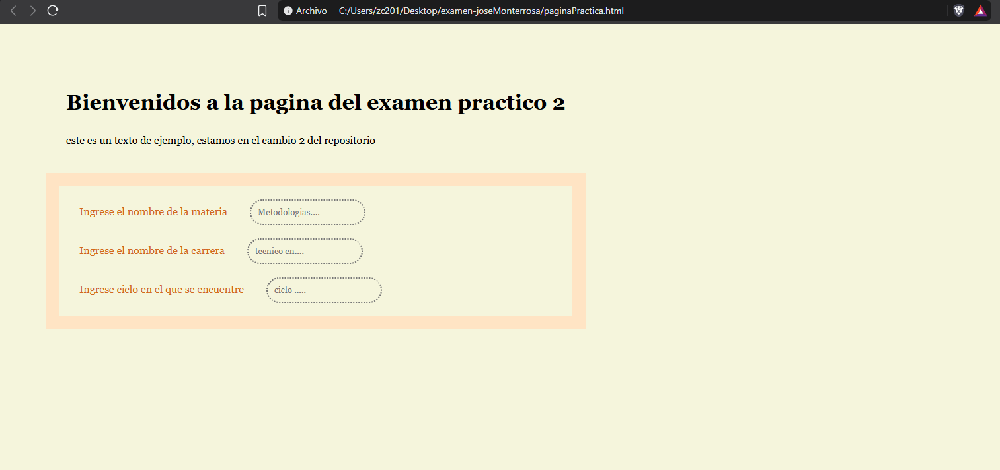 Archivo C:/Users/zc201/Desktop/examen-joseMonterrosa/paginaPractica.html
Bienvenidos a la pagina del examen practico 2
este es un texto de ejemplo, estamos en el cambio 2 del repositorio
Ingrese el nombre de la materia Metodologias....
Ingrese el nombre de la carrera tecnico en....
Ingrese ciclo en el que se encuentre ciclo .....